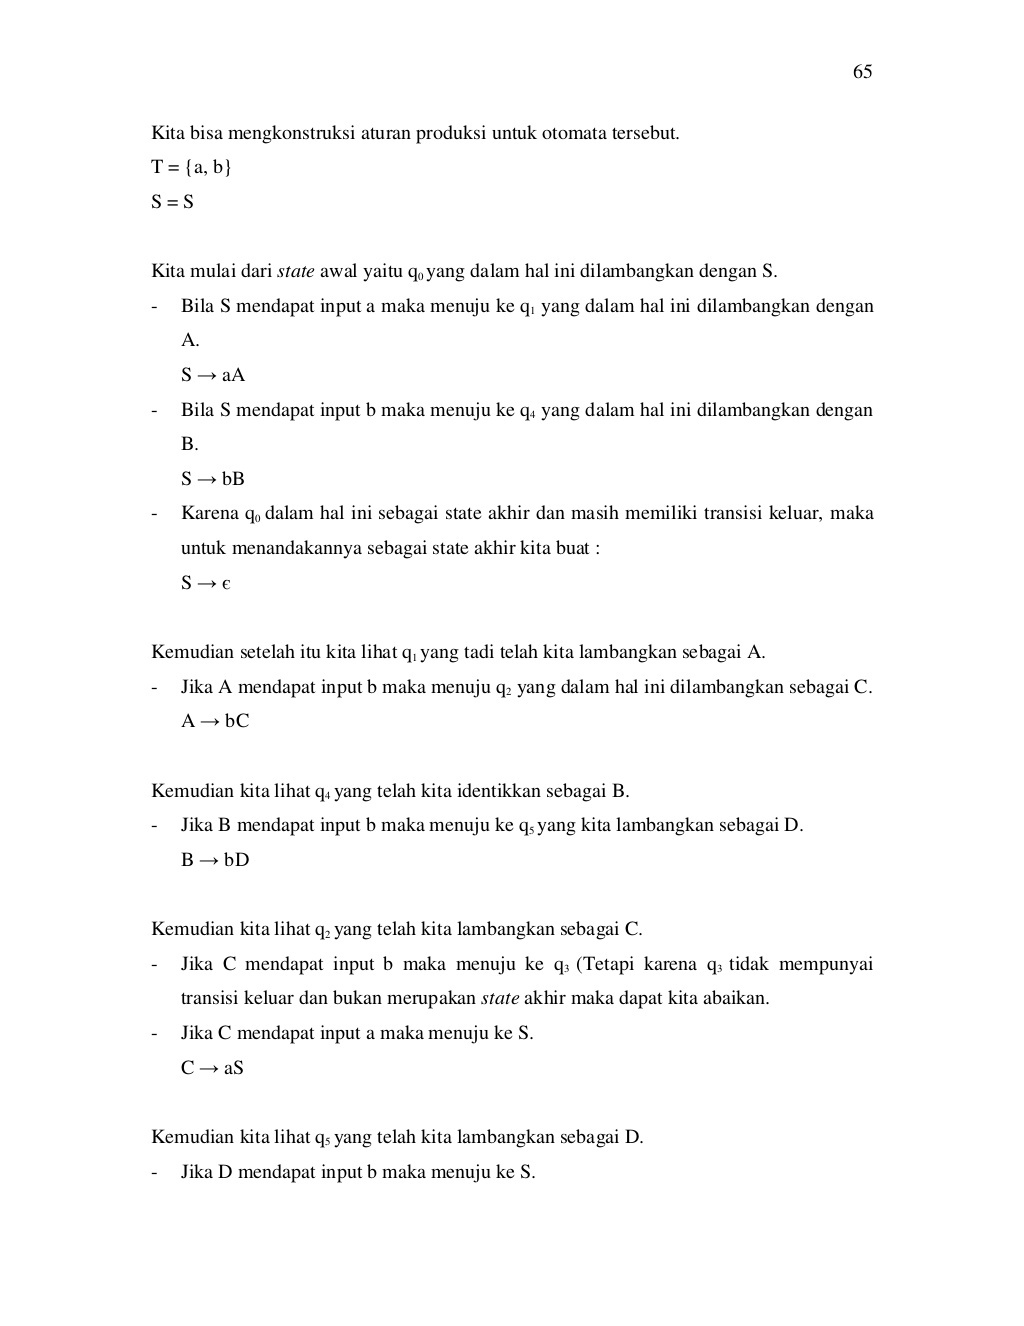 65
Kita bisa mengkonstruksi aturan produksi untuk otomata tersebut.
T = {a, b}
S = S
Kita mulai dari state awal yaitu q₀ yang dalam hal ini dilambangkan dengan S.
- Bila S mendapat input a maka menuju ke q₁ yang dalam hal ini dilambangkan dengan
A.
S → aA
- Bila S mendapat input b maka menuju ke q₄ yang dalam hal ini dilambangkan dengan
B.
S → bB
- Karena q₀ dalam hal ini sebagai state akhir dan masih memiliki transisi keluar, maka
untuk menandakannya sebagai state akhir kita buat :
S → є
Kemudian setelah itu kita lihat q₁ yang tadi telah kita lambangkan sebagai A.
- Jika A mendapat input b maka menuju q₂ yang dalam hal ini dilambangkan sebagai C.
A → bC
Kemudian kita lihat q₄ yang telah kita identikkan sebagai B.
- Jika B mendapat input b maka menuju ke q₅ yang kita lambangkan sebagai D.
B → bD
Kemudian kita lihat q₂ yang telah kita lambangkan sebagai C.
- Jika C mendapat input b maka menuju ke q₃ (Tetapi karena q₃ tidak mempunyai
transisi keluar dan bukan merupakan state akhir maka dapat kita abaikan.
- Jika C mendapat input a maka menuju ke S.
C → aS
Kemudian kita lihat q₅ yang telah kita lambangkan sebagai D.
- Jika D mendapat input b maka menuju ke S.